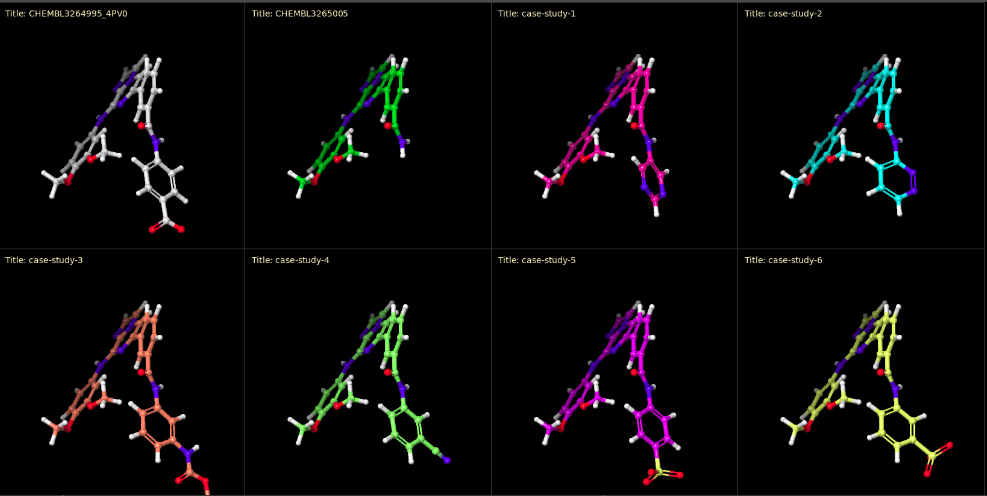 Title: CHEMBL3264995_4PV0
Title: CHEMBL3265005
Title: case-study-1
Title: case-study-2
Title: case-study-3
Title: case-study-4
Title: case-study-5
Title: case-study-6